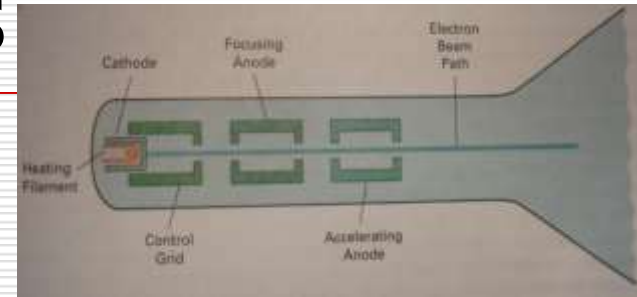 Electron
Beam
Path
Focusing
Anode
Cathode
Heating
Filament
Control
Grid
Accelerating
Anode